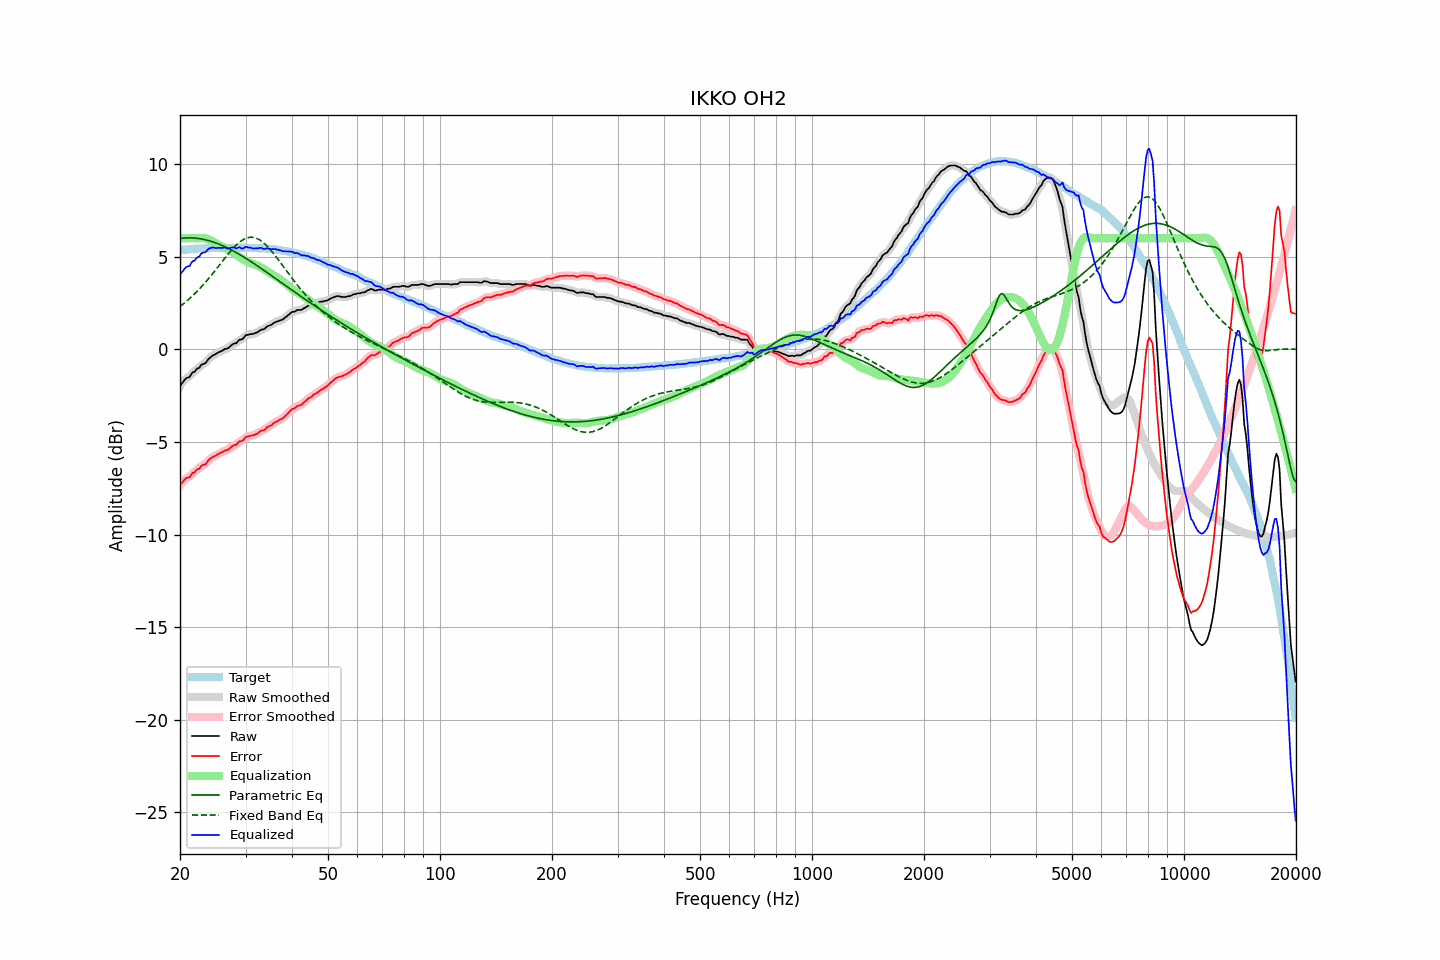 IKKO OH2
Amplitude (dBr)
10
5
0
−5
−10
−15
−20
−25
Target
Raw Smoothed
Error Smoothed
Raw
Error
Equalization
Parametric Eq
Fixed Band Eq
Equalized
20 50 100 200 500 1000 2000 5000 10000 20000
Frequency (Hz)